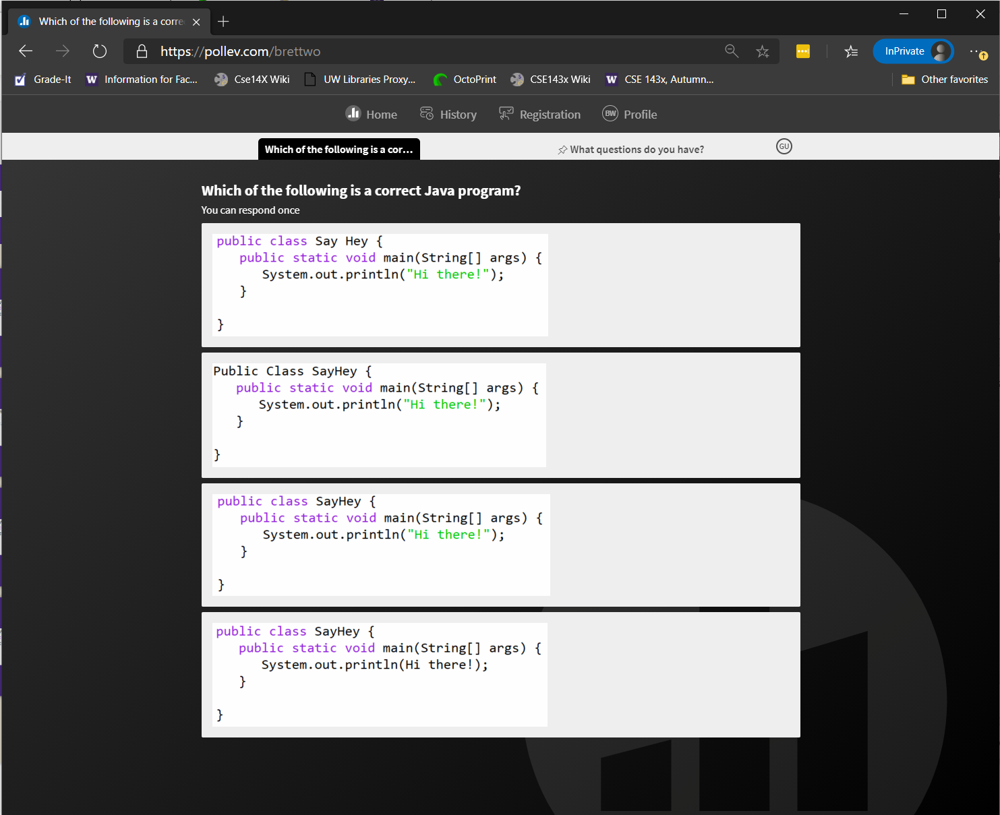 Which of the following is a corre
https://pollev.com/brettwo
InPrivate
Grade-It
W
Information for Fac...
Cse14X Wiki
UW Libraries Proxy...
OctoPrint
CSE143x Wiki
W
CSE 143x, Autumn...
Other favorites
Home
History
Registration
BW
Profile
Which of the following is a cor...
What questions do you have?
GU
Which of the following is a correct Java program?
You can respond once
public class Say Hey {
public static void main(String[] args) {
System.out.println("Hi there!");
}
}
Public Class SayHey {
public static void main(String[] args) {
System.out.println("Hi there!");
}
}
public class SayHey {
public static void main(String[] args) {
System.out.println("Hi there!");
}
}
public class SayHey {
public static void main(String[] args) {
System.out.println(Hi there!);
}
}